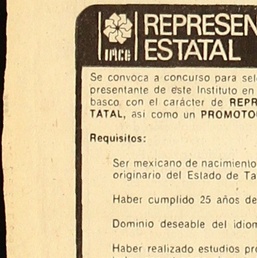 REPRESEN
ESTATAL
imce
Se convoca a concurso para sel
presentante de este Instituto en
basco con el carácter de REPR
TATAL, así como un PROMOTO
Requisitos:
Ser mexicano de nacimiento
originario del Estado de Ta
Haber cumplido 25 años de
Dominio deseable del idiom
Haber realizado estudios pro